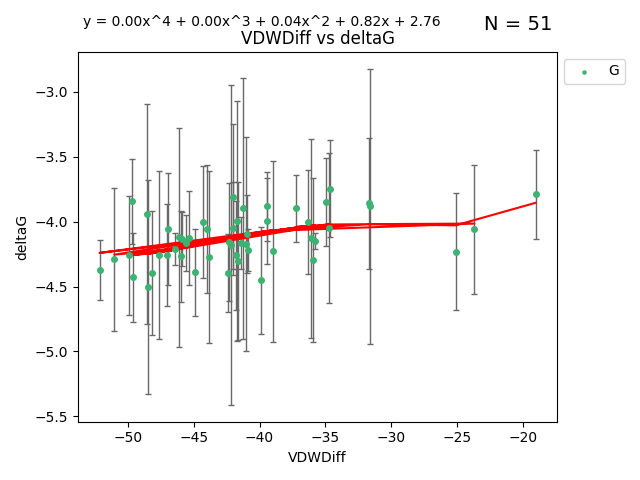 y = 0.00x^4 + 0.00x^3 + 0.04x^2 + 0.82x + 2.76
N = 51
VDWDiff vs deltaG
G
−3.0
−3.5
−4.0
−4.5
−5.0
−5.5
deltaG
−50
−45
−40
−35
−30
−25
−20
VDWDiff